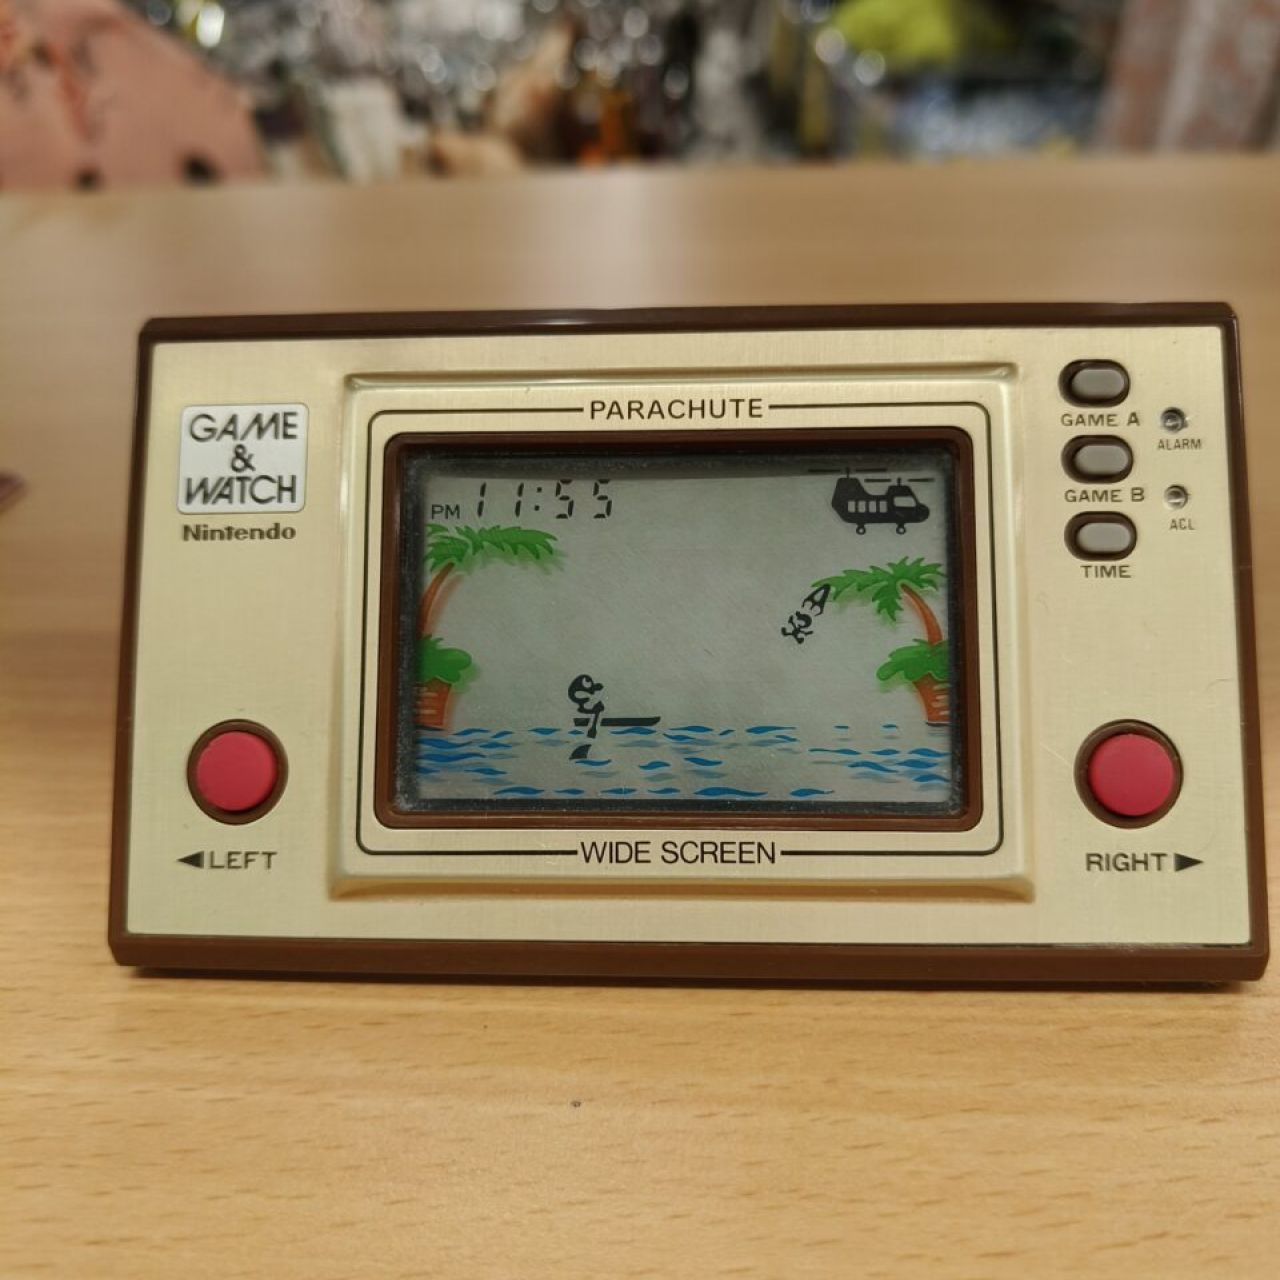 PARACHUTE
GAME
&
WATCH
Nintendo
PM 11:55
GAME A
ALARM
GAME B
ACL
TIME
◀LEFT
WIDE SCREEN
RIGHT▶